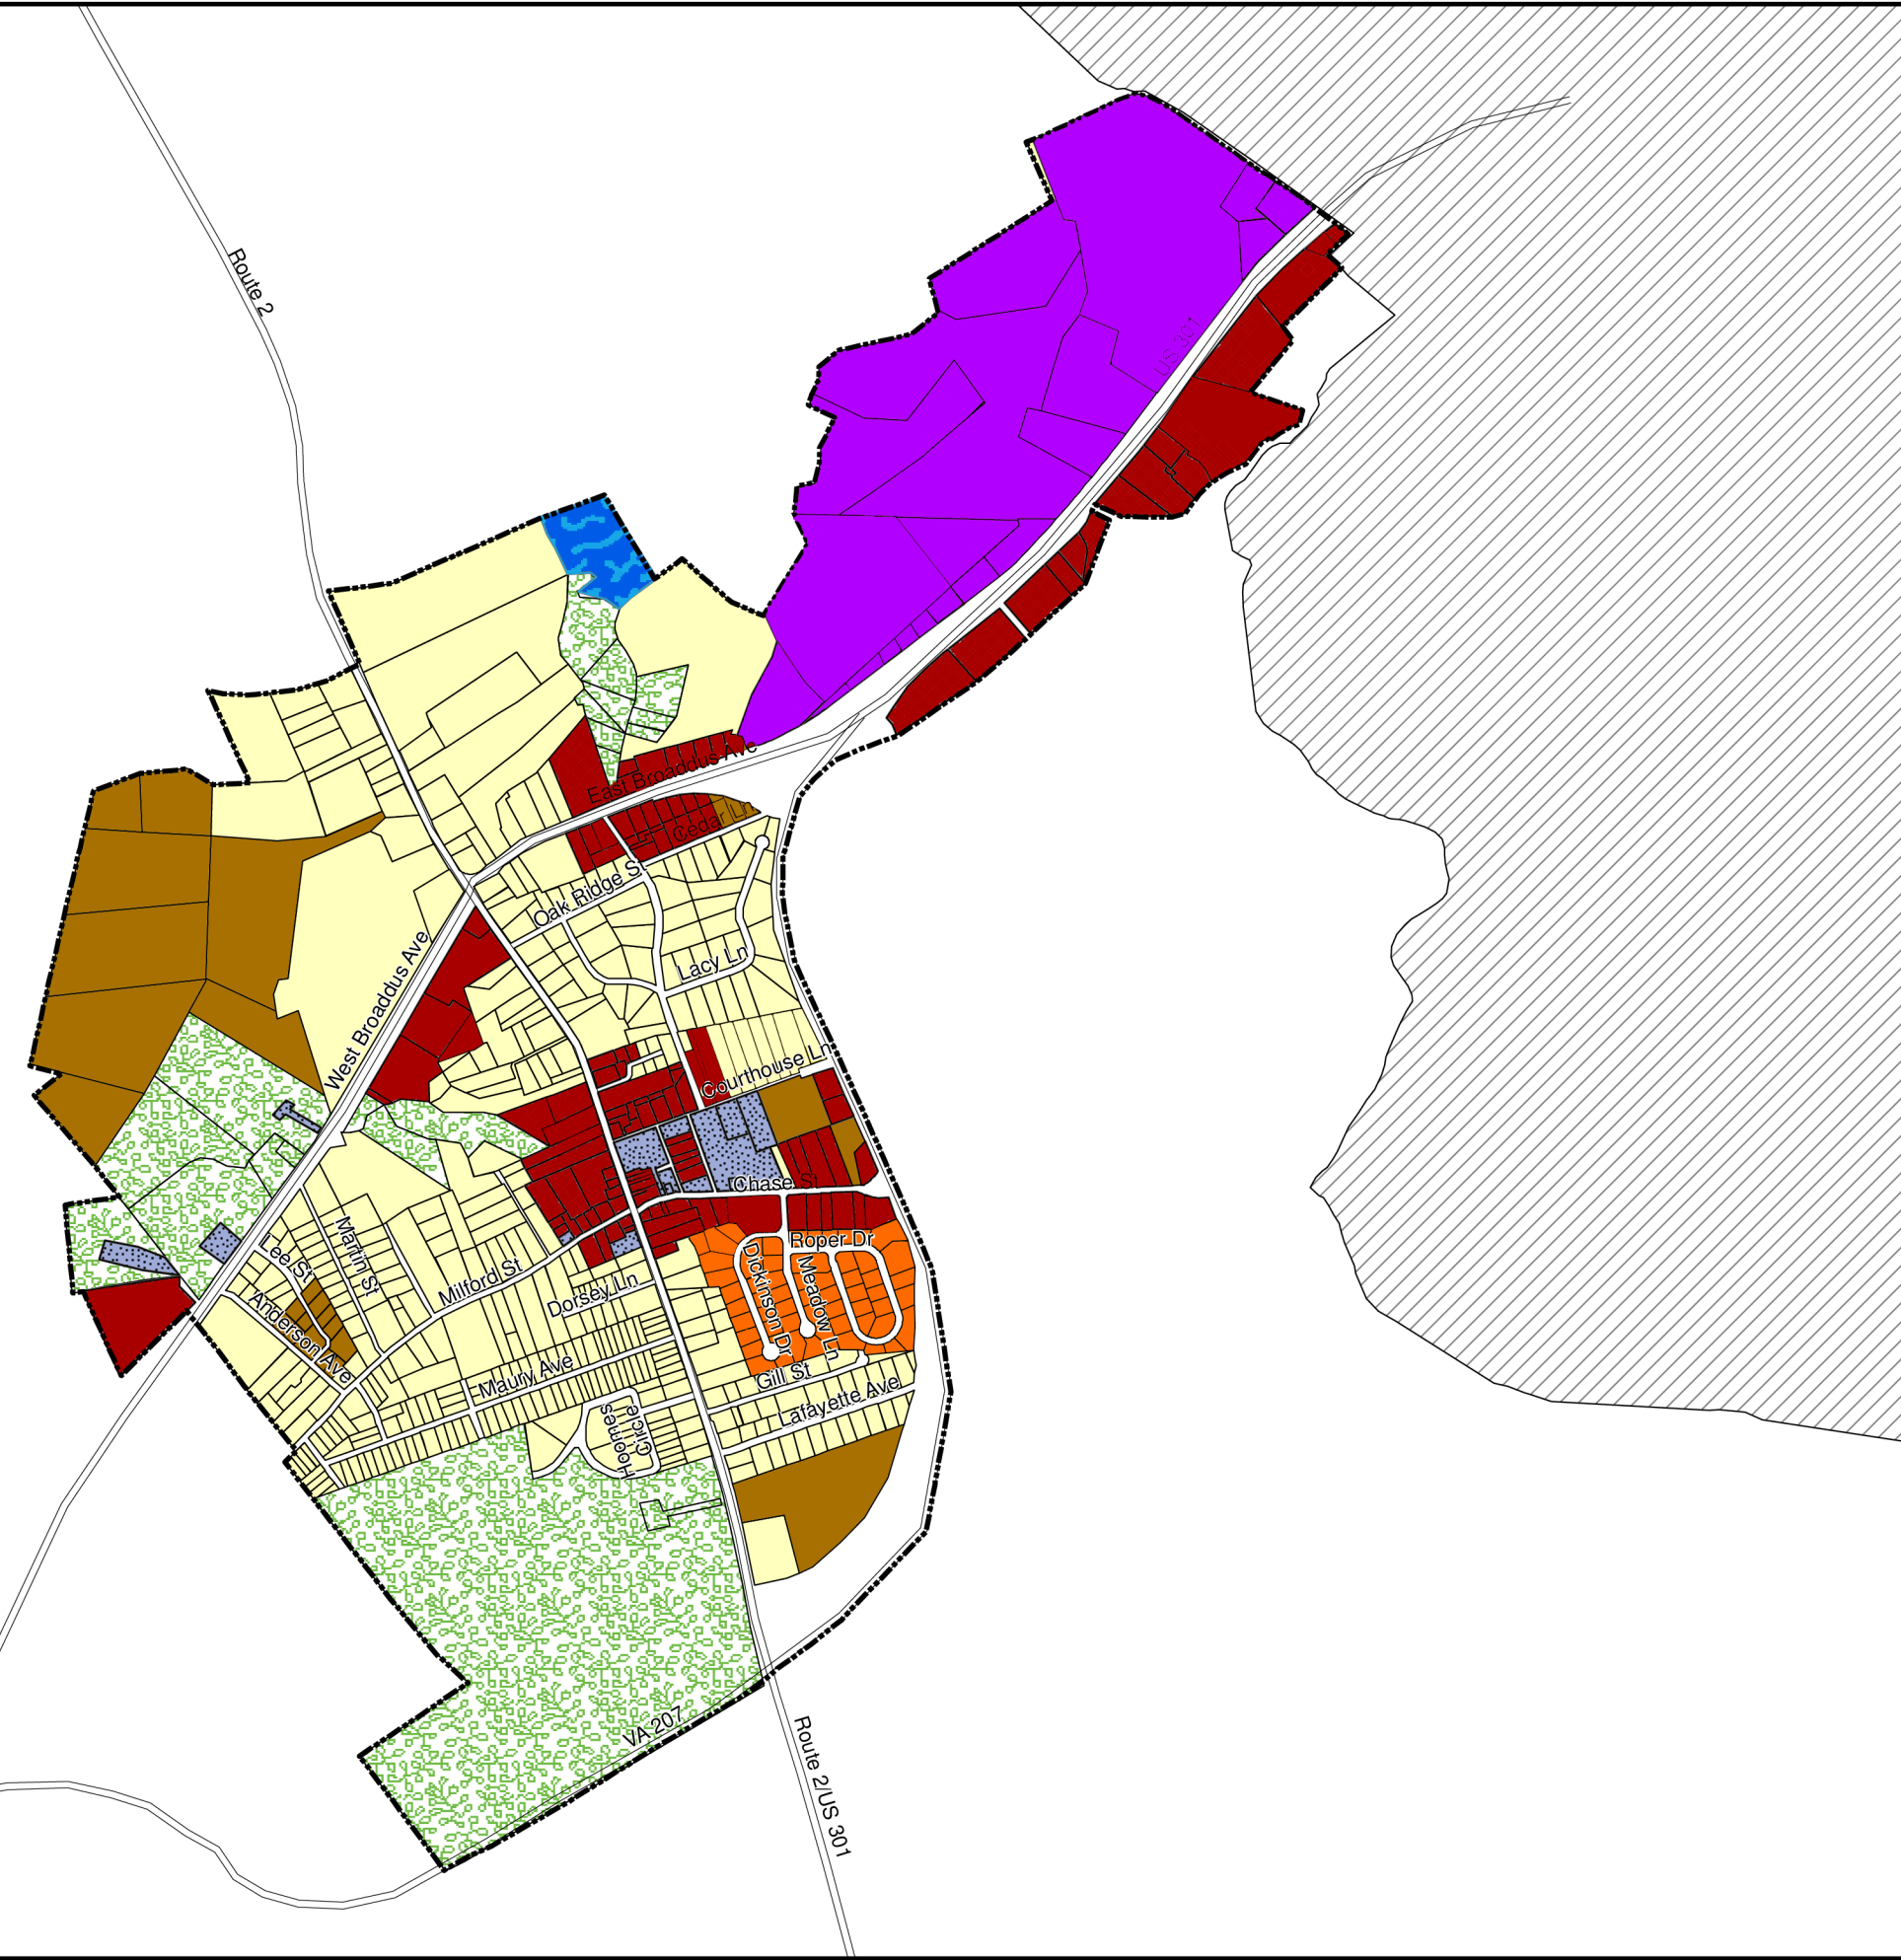 Route 2
US 301
East Broaddus Ave
Cedar Ln
Oak Ridge St
West Broaddus Ave
Lacy Ln
Courthouse Ln
Chase St
Martin St
Lee St
Roper Dr
Dickinson Dr
Meadow Ln
Milford St
Dorsey Ln
Anderson Ave
Maury Ave
Gill St
Lafayette Ave
Hoomes
Circle
VA 207
Route 2/US 301